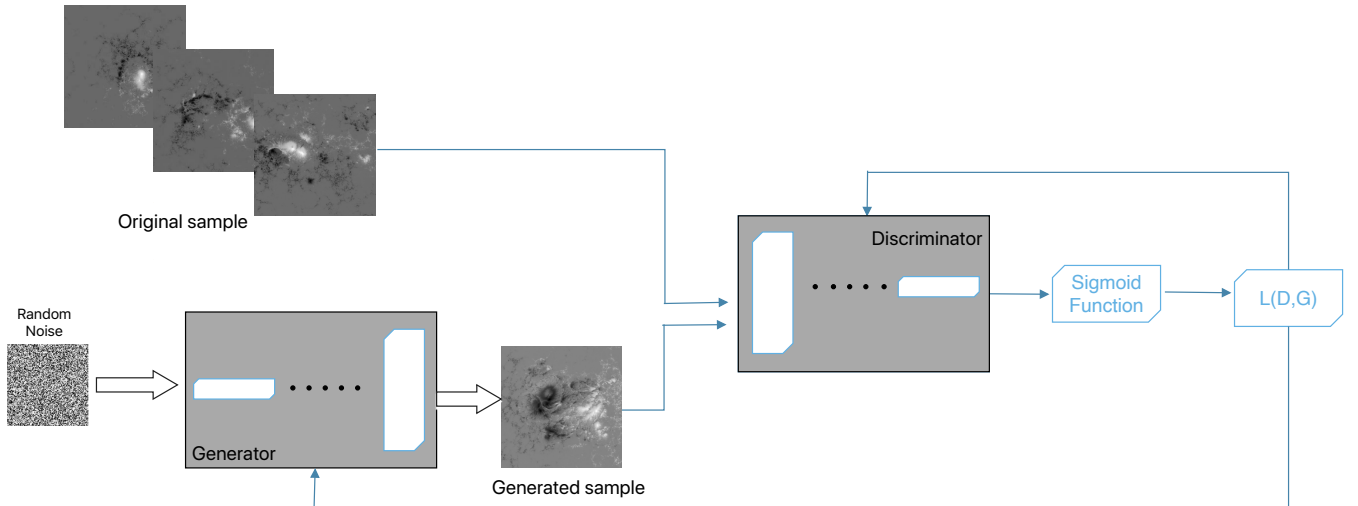 Original sample
Random
Noise
Generator
Generated sample
Discriminator
Sigmoid
Function
L(D,G)